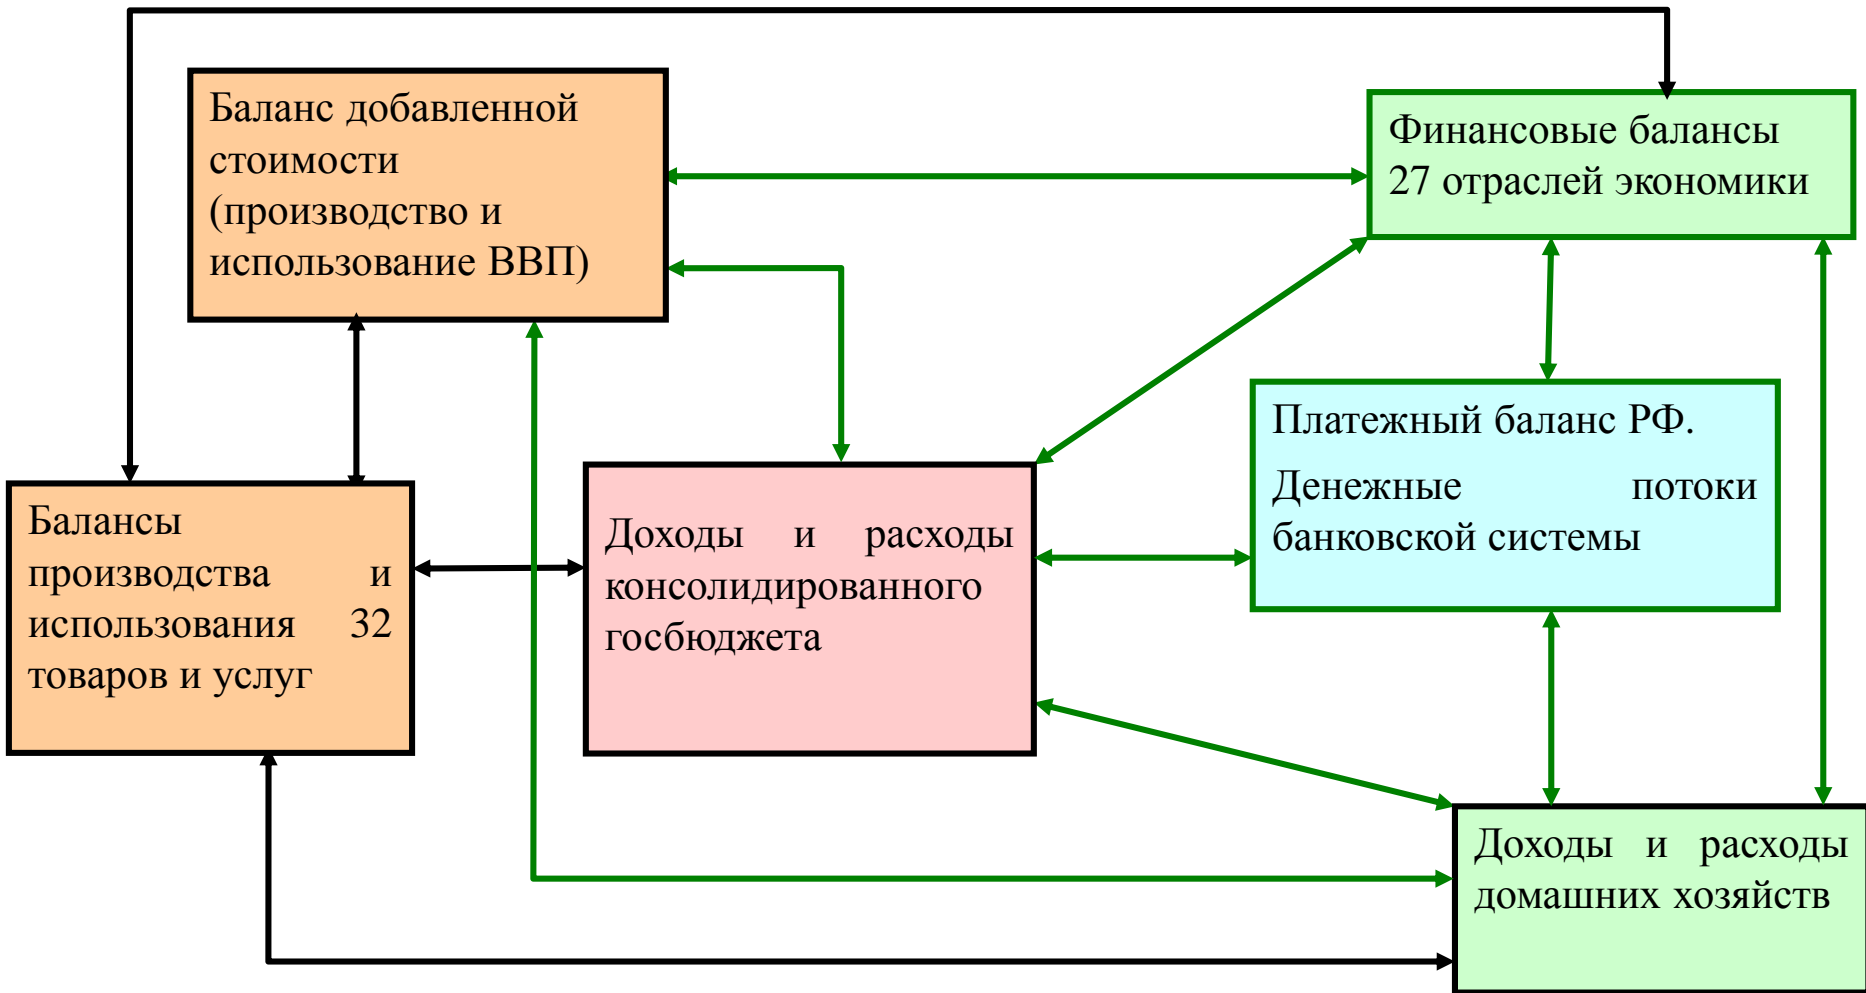 Баланс добавленной
стоимости
(производство и
использование ВВП)
Финансовые балансы
27 отраслей экономики
Платежный баланс РФ.
Денежные потоки
банковской системы
Балансы
производства и
использования 32
товаров и услуг
Доходы и расходы
консолидированного
госбюджета
Доходы и расходы
домашних хозяйств